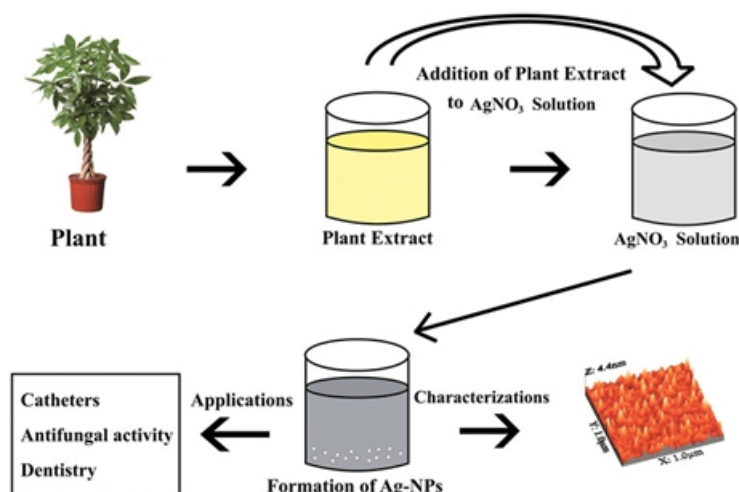 Addition of Plant Extract
to AgNO₃ Solution
Plant
Plant Extract
AgNO₃ Solution
Catheters
Antifungal activity
Dentistry
Applications
Characterizations
Formation of Ag-NPs
Z: 4.4nm
Y: 1.0µm
X: 1.0µm